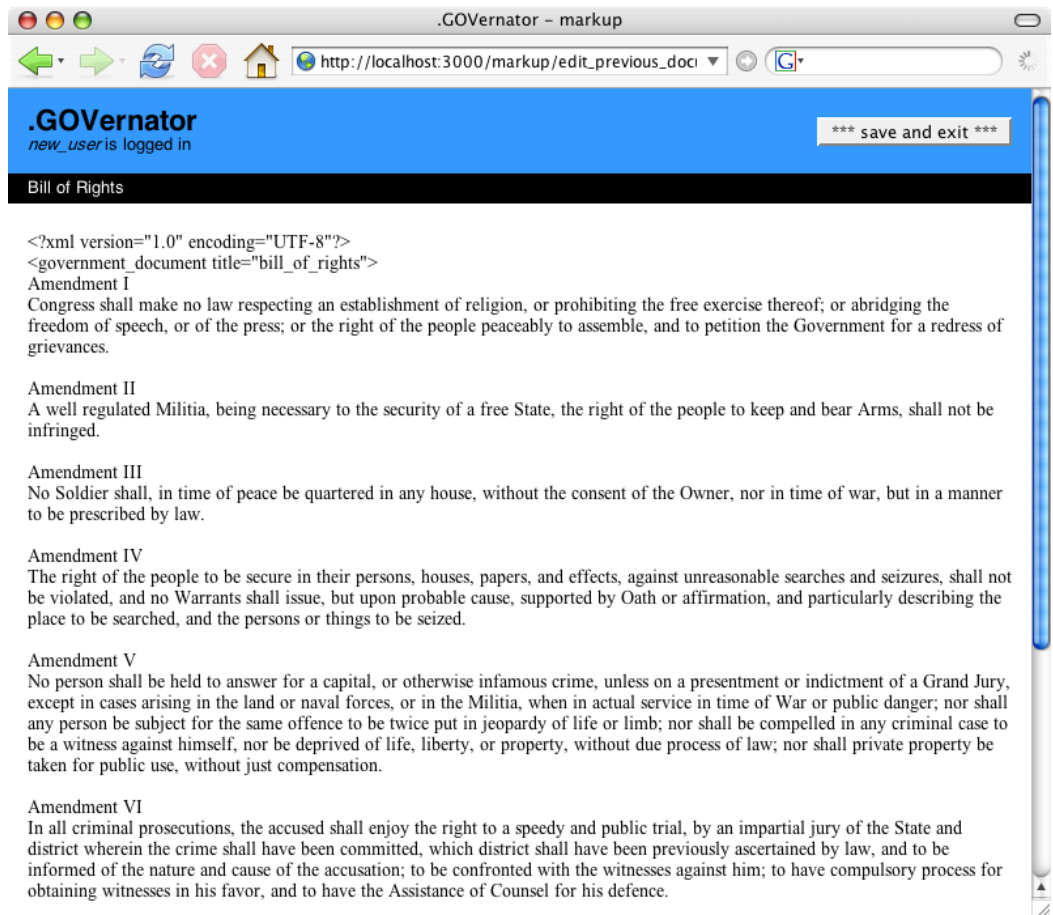 .GOVernator – markup
http://localhost:3000/markup/edit_previous_doc
G
.GOVernator
new_user is logged in
*** save and exit ***
Bill of Rights
<?xml version="1.0" encoding="UTF-8"?>
<government_document title="bill_of_rights">
Amendment I
Congress shall make no law respecting an establishment of religion, or prohibiting the free exercise thereof; or abridging the
freedom of speech, or of the press; or the right of the people peaceably to assemble, and to petition the Government for a redress of
grievances.
Amendment II
A well regulated Militia, being necessary to the security of a free State, the right of the people to keep and bear Arms, shall not be
infringed.
Amendment III
No Soldier shall, in time of peace be quartered in any house, without the consent of the Owner, nor in time of war, but in a manner
to be prescribed by law.
Amendment IV
The right of the people to be secure in their persons, houses, papers, and effects, against unreasonable searches and seizures, shall not
be violated, and no Warrants shall issue, but upon probable cause, supported by Oath or affirmation, and particularly describing the
place to be searched, and the persons or things to be seized.
Amendment V
No person shall be held to answer for a capital, or otherwise infamous crime, unless on a presentment or indictment of a Grand Jury,
except in cases arising in the land or naval forces, or in the Militia, when in actual service in time of War or public danger; nor shall
any person be subject for the same offence to be twice put in jeopardy of life or limb; nor shall be compelled in any criminal case to
be a witness against himself, nor be deprived of life, liberty, or property, without due process of law; nor shall private property be
taken for public use, without just compensation.
Amendment VI
In all criminal prosecutions, the accused shall enjoy the right to a speedy and public trial, by an impartial jury of the State and
district wherein the crime shall have been committed, which district shall have been previously ascertained by law, and to be
informed of the nature and cause of the accusation; to be confronted with the witnesses against him; to have compulsory process for
obtaining witnesses in his favor, and to have the Assistance of Counsel for his defence.